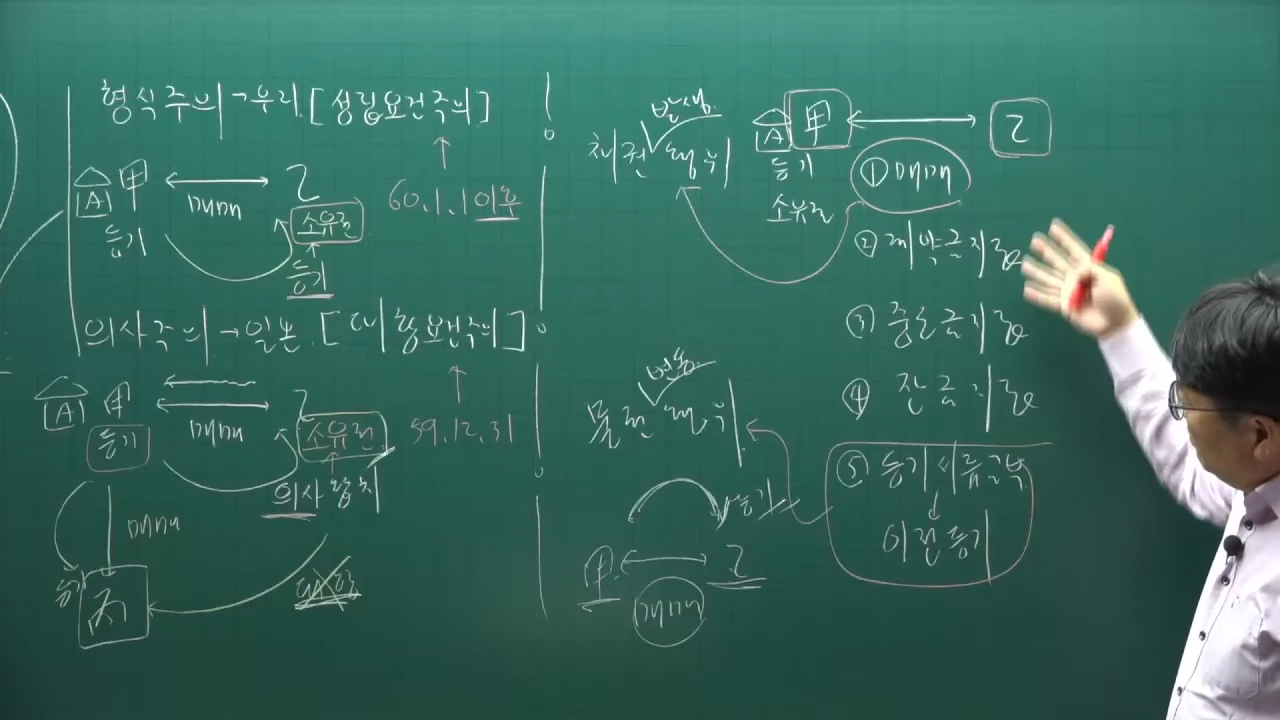 형식주의→우리 [성립요건주의]
60.1.1이후
A 甲 乙
매매
등기
소유권
등기
의사주의→일본 [대항요건주의]
59.12.31
A 甲 乙
매매
등기
소유권
의사합치
매매
등기
丙
대항
발생
채권행위
A 甲 乙
등기
소유권
① 매매
② 계약금지급
③ 중도금지급
④ 잔금지급
⑤ 등기서류교부
이전등기
변동
물권행위
등기
甲 乙
매매